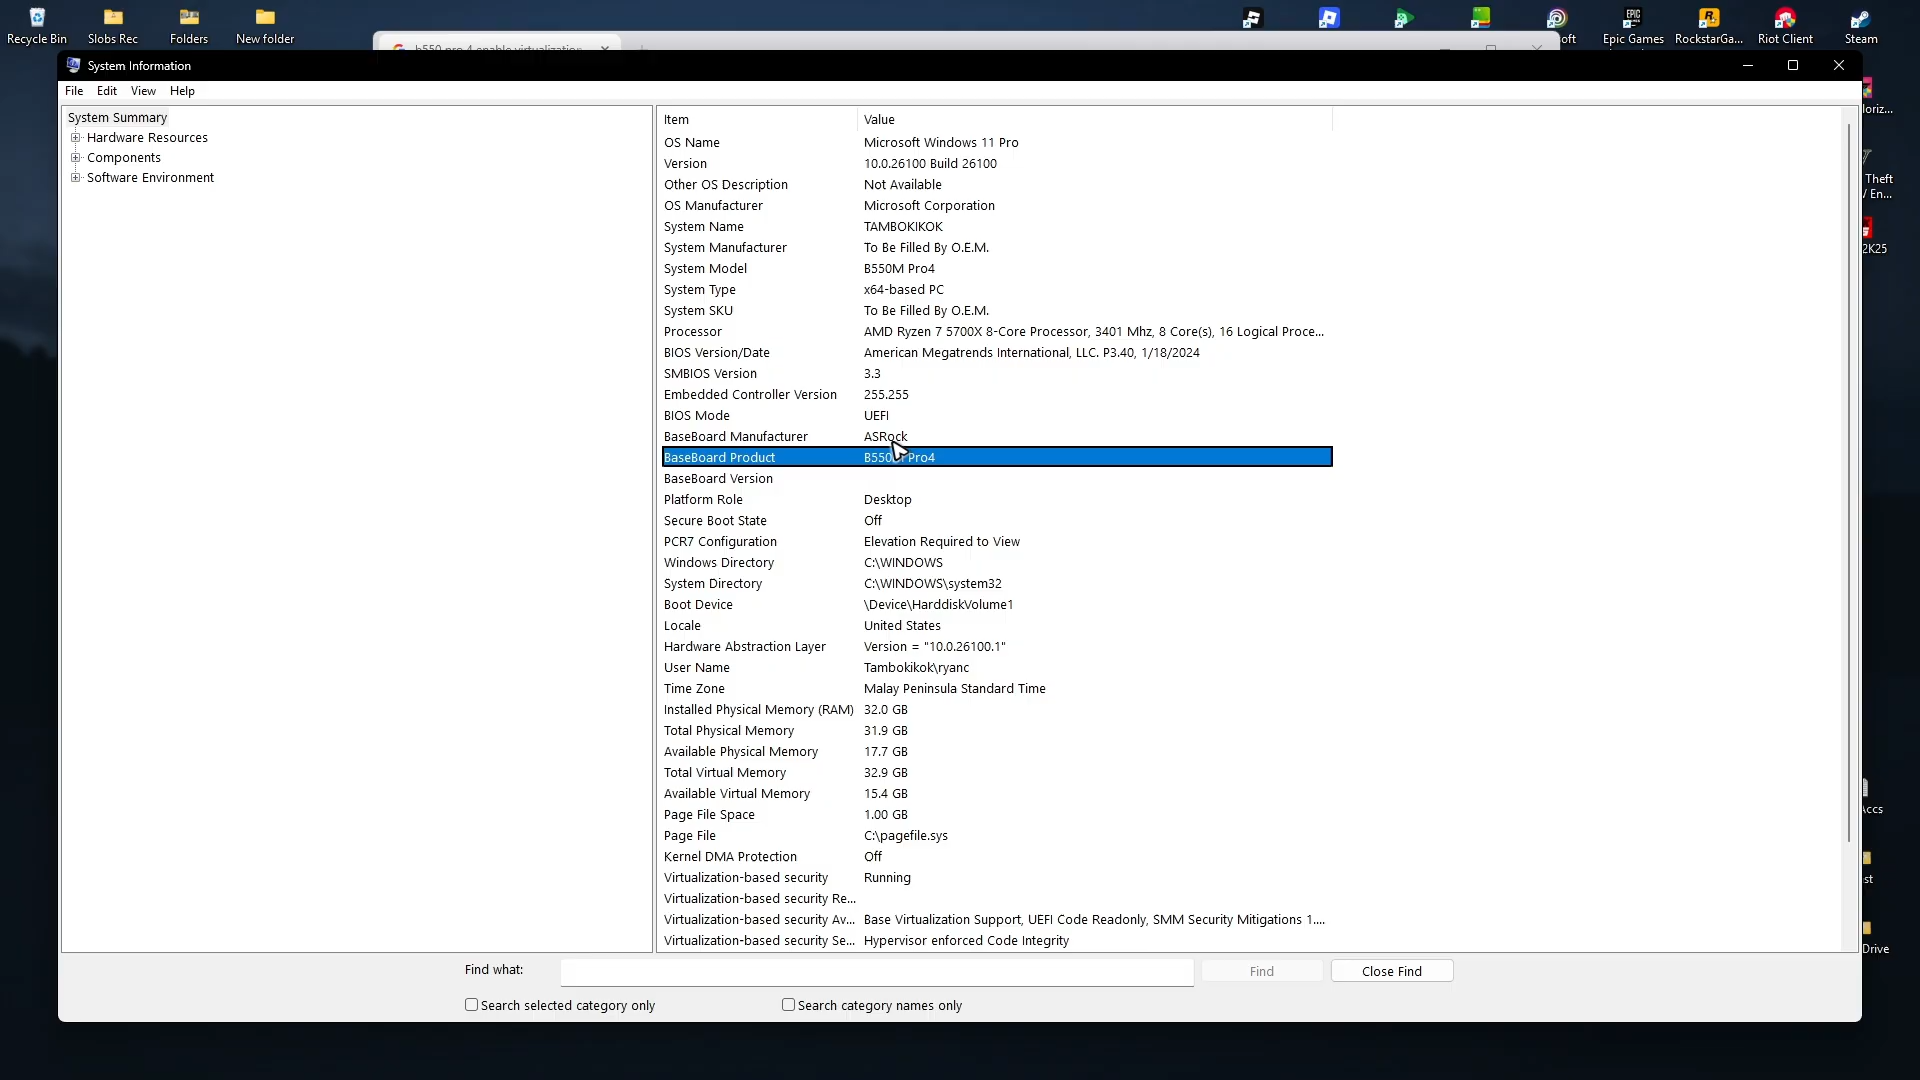 Recycle Bin
Slobs Rec
Folders
New folder
Epic Games
RockstarGa...
Riot Client
Steam
b550 pro 4 enable virtualization
System Information
File Edit View Help
System Summary
Hardware Resources
Components
Software Environment
Item Value
OS Name Microsoft Windows 11 Pro
Version 10.0.26100 Build 26100
Other OS Description Not Available
OS Manufacturer Microsoft Corporation
System Name TAMBOKIKOK
System Manufacturer To Be Filled By O.E.M.
System Model B550M Pro4
System Type x64-based PC
System SKU To Be Filled By O.E.M.
Processor AMD Ryzen 7 5700X 8-Core Processor, 3401 Mhz, 8 Core(s), 16 Logical Proce...
BIOS Version/Date American Megatrends International, LLC. P3.40, 1/18/2024
SMBIOS Version 3.3
Embedded Controller Version 255.255
BIOS Mode UEFI
BaseBoard Manufacturer ASRock
BaseBoard Product B550M Pro4
BaseBoard Version
Platform Role Desktop
Secure Boot State Off
PCR7 Configuration Elevation Required to View
Windows Directory C:\WINDOWS
System Directory C:\WINDOWS\system32
Boot Device \Device\HarddiskVolume1
Locale United States
Hardware Abstraction Layer Version = "10.0.26100.1"
User Name Tambokikok\ryanc
Time Zone Malay Peninsula Standard Time
Installed Physical Memory (RAM) 32.0 GB
Total Physical Memory 31.9 GB
Available Physical Memory 17.7 GB
Total Virtual Memory 32.9 GB
Available Virtual Memory 15.4 GB
Page File Space 1.00 GB
Page File C:\pagefile.sys
Kernel DMA Protection Off
Virtualization-based security Running
Virtualization-based security Re...
Virtualization-based security Av... Base Virtualization Support, UEFI Code Readonly, SMM Security Mitigations 1....
Virtualization-based security Se... Hypervisor enforced Code Integrity
Find what: Find Close Find
Search selected category only Search category names only
Theft
2K25
Accs
Drive